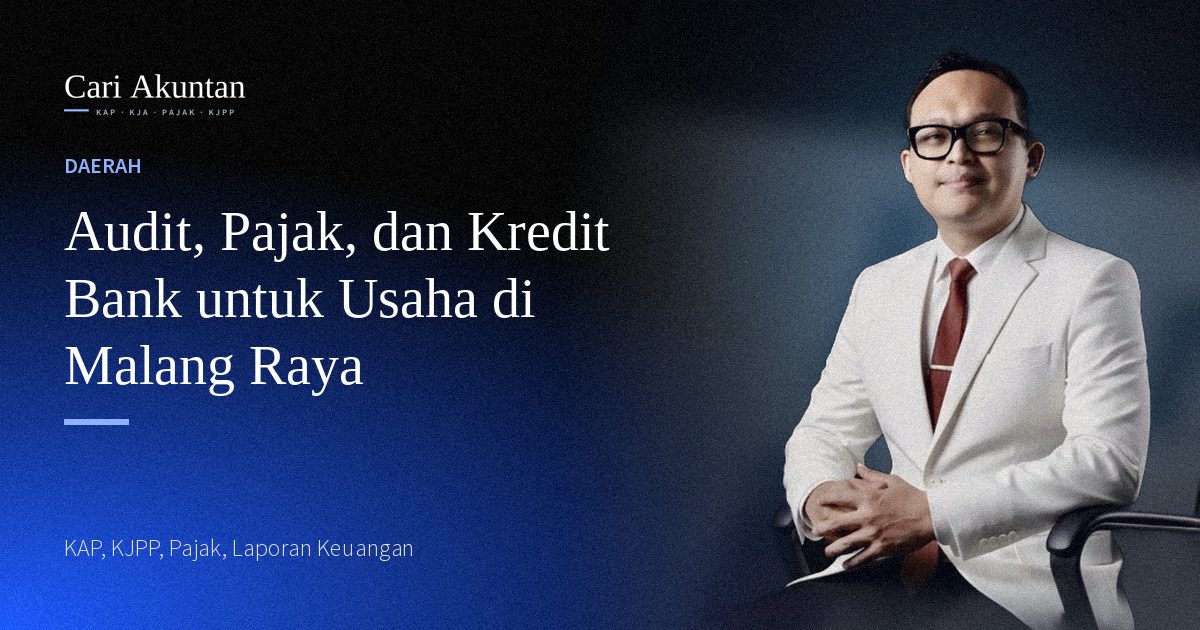 Cari Akuntan
KAP · KJA · PAJAK · KJPP
DAERAH
Audit, Pajak, dan Kredit
Bank untuk Usaha di
Malang Raya
KAP, KJPP, Pajak, Laporan Keuangan